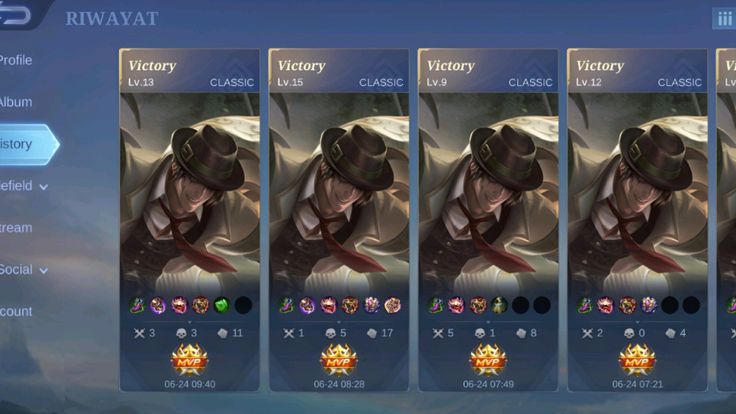 RIWAYAT
Profile
Album
istory
lefield
tream
Social
count
Victory
Lv.13 CLASSIC
3 3 11
MVP
06-24 09:40
Victory
Lv.15 CLASSIC
1 5 17
MVP
06-24 08:28
Victory
Lv.9 CLASSIC
5 1 8
MVP
06-24 07:49
Victory
Lv.12 CLASSIC
2 0 4
MVP
06-24 07:21